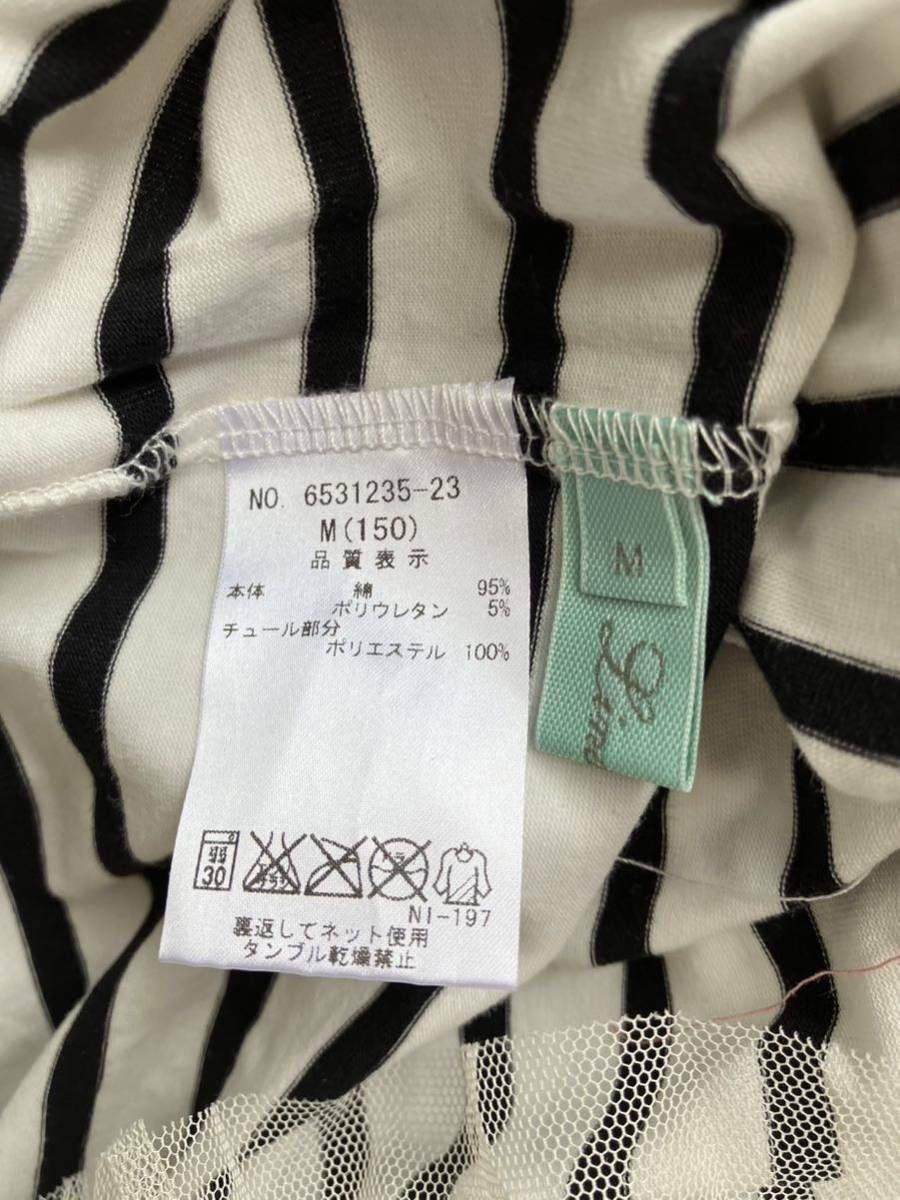 NO. 6531235-23
M(150)
品質表示
本体 綿 95%
ポリウレタン 5%
チュール部分
ポリエステル 100%
30
NI-197
裏返してネット使用
タンブル乾燥禁止
M